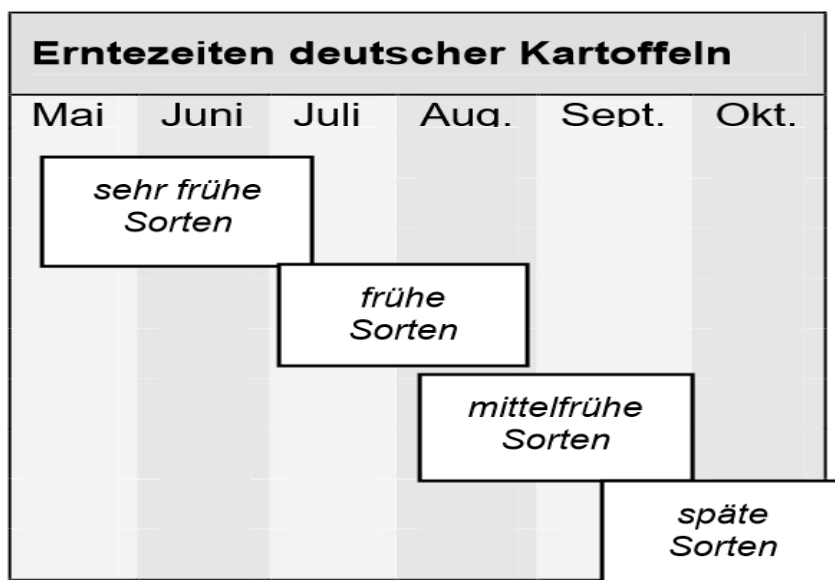 Erntezeiten deutscher Kartoffeln
Mai Juni Juli Aug. Sept. Okt.
sehr frühe
Sorten
frühe
Sorten
mittelfrühe
Sorten
späte
Sorten